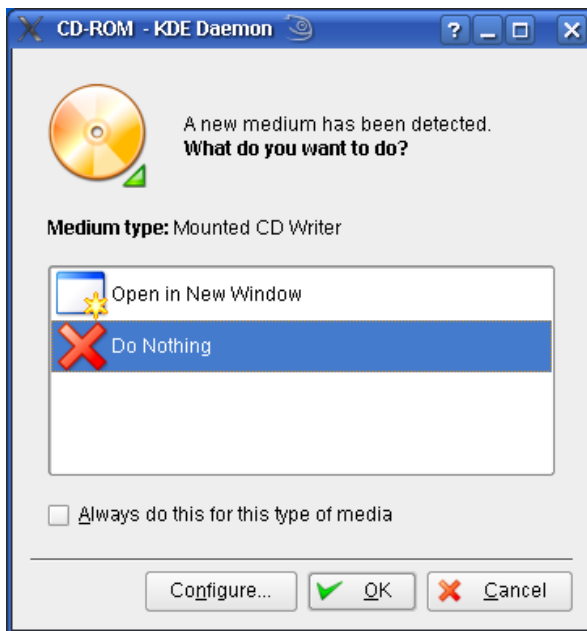 CD-ROM - KDE Daemon
A new medium has been detected.
What do you want to do?
Medium type: Mounted CD Writer
Open in New Window
Do Nothing
Always do this for this type of media
Configure... OK Cancel